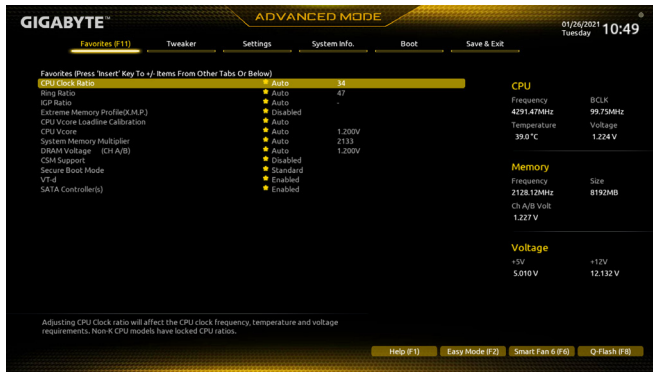 GIGABYTE™
ADVANCED MODE
01/26/2021
Tuesday
10:49
Favorites (F11) Tweaker Settings System Info. Boot Save & Exit
Favorites (Press 'Insert' Key To +/- Items From Other Tabs Or Below)
CPU Clock Ratio Auto 34
Ring Ratio Auto 47
IGP Ratio Auto -
Extreme Memory Profile(X.M.P.) Disabled
CPU Vcore Loadline Calibration Auto
CPU Vcore Auto 1.200V
System Memory Multiplier Auto 2133
DRAM Voltage (CH A/B) Auto 1.200V
CSM Support Disabled
Secure Boot Mode Standard
VT-d Enabled
SATA Controller(s) Enabled
CPU
Frequency BCLK
4291.47MHz 99.75MHz
Temperature Voltage
39.0 °C 1.224 V
Memory
Frequency Size
2128.12MHz 8192MB
Ch A/B Volt
1.227 V
Voltage
+5V +12V
5.010 V 12.132 V
Adjusting CPU Clock ratio will affect the CPU clock frequency, temperature and voltage
requirements. Non-K CPU models have locked CPU ratios.
Help (F1) Easy Mode (F2) Smart Fan 6 (F6) Q-Flash (F8)